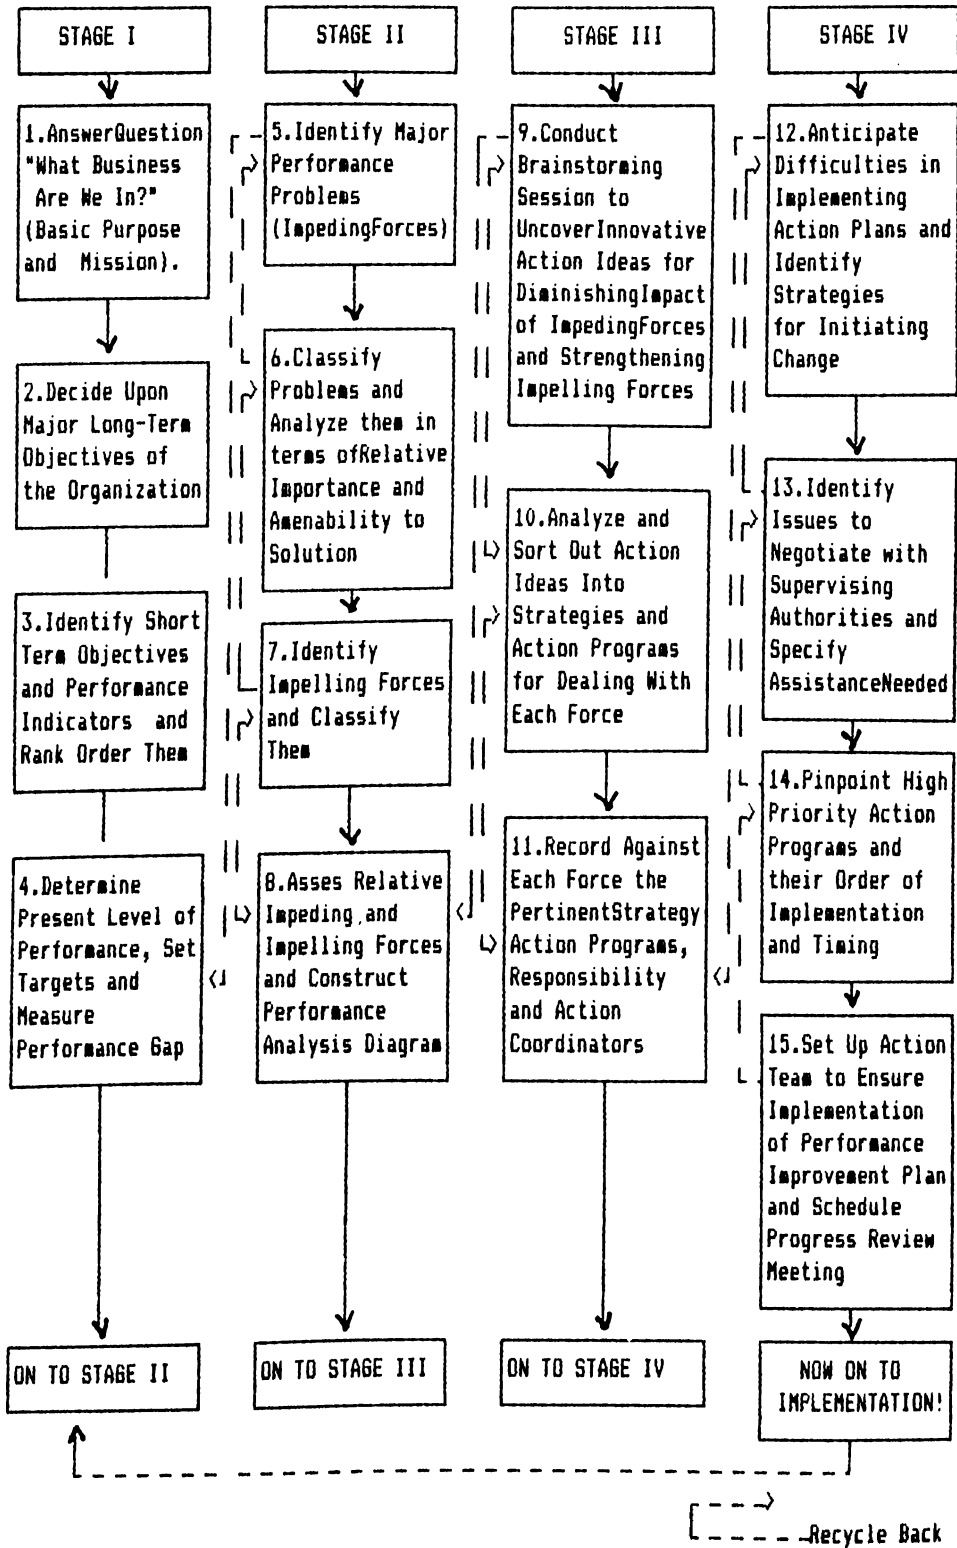 STAGE I
1.AnswerQuestion
"What Business
Are We In?"
(Basic Purpose
and Mission).
2.Decide Upon
Major Long-Term
Objectives of
the Organization
3.Identify Short
Term Objectives
and Performance
Indicators and
Rank Order Them
4.Determine
Present Level of
Performance, Set
Targets and
Measure
Performance Gap
ON TO STAGE II
STAGE II
5.Identify Major
Performance
Problems
(ImpedingForces)
6.Classify
Problems and
Analyze them in
terms ofRelative
Importance and
Amenability to
Solution
7.Identify
Impelling Forces
and Classify
Them
8.Asses Relative
Impeding and
Impelling Forces
and Construct
Performance
Analysis Diagram
ON TO STAGE III
STAGE III
9.Conduct
Brainstorming
Session to
UncoverInnovative
Action Ideas for
DiminishingImpact
of ImpedingForces
and Strengthening
Impelling Forces
10.Analyze and
Sort Out Action
Ideas Into
Strategies and
Action Programs
for Dealing With
Each Force
11.Record Against
Each Force the
PertinentStrategy
Action Programs,
Responsibility
and Action
Coordinators
ON TO STAGE IV
STAGE IV
12.Anticipate
Difficulties in
Implementing
Action Plans and
Identify
Strategies
for Initiating
Change
13.Identify
Issues to
Negotiate with
Supervising
Authorities and
Specify
AssistanceNeeded
14.Pinpoint High
Priority Action
Programs and
their Order of
Implementation
and Timing
15.Set Up Action
Team to Ensure
Implementation
of Performance
Improvement Plan
and Schedule
Progress Review
Meeting
NOW ON TO
IMPLEMENTATION!
Recycle Back